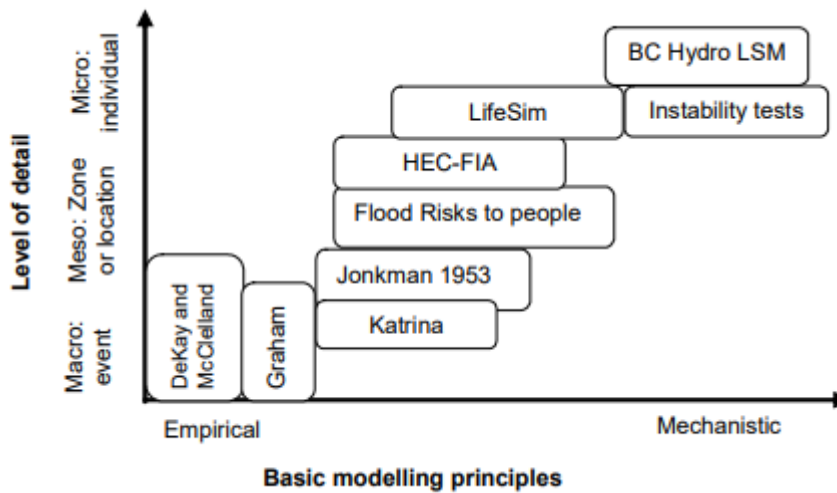 Level of detail
Micro:
individual
Meso: Zone
or location
Macro:
event
BC Hydro LSM
LifeSim
Instability tests
HEC-FIA
Flood Risks to people
Jonkman 1953
Katrina
DeKay and
McClelland
Graham
Empirical
Mechanistic
Basic modelling principles